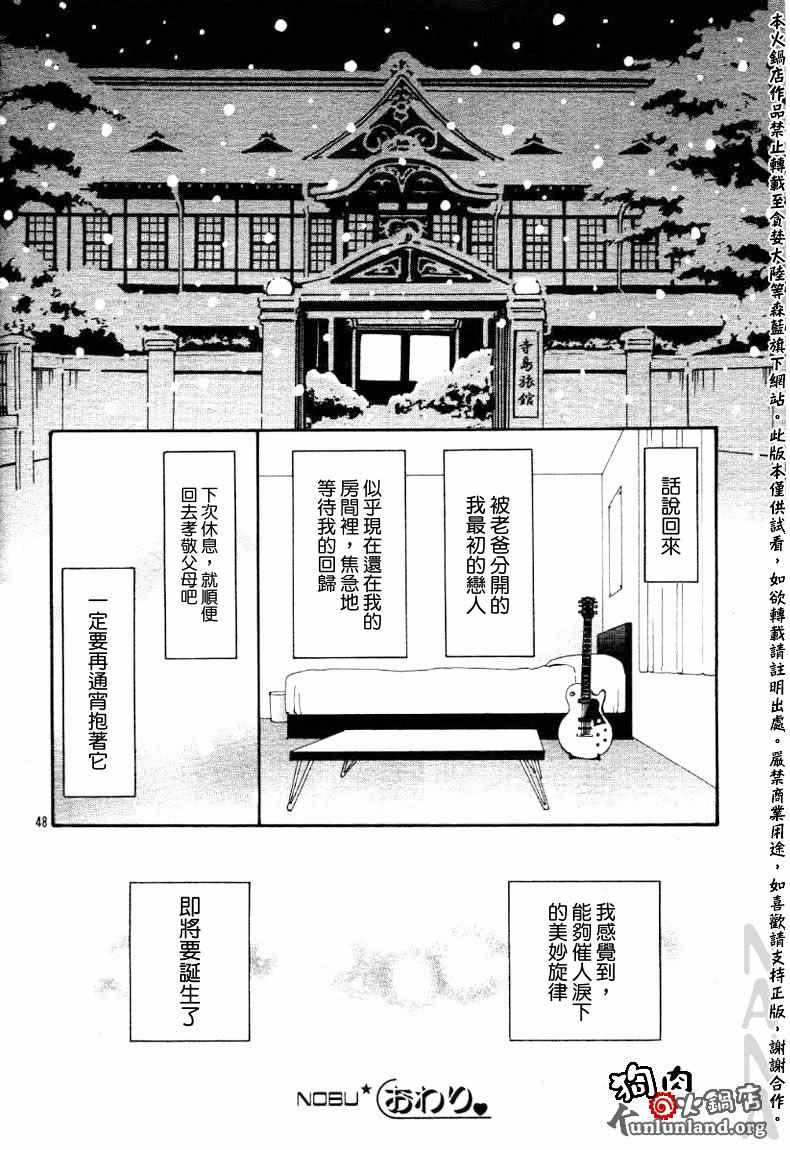 寺島旅館
話說回來
被老爸分開的
我最初的戀人
似乎現在還在我的
房間裡，焦急地
等待我的回歸
下次休息，就順便
回去孝敬父母吧
一定要再通宵抱著它
48
我感覺到，
能夠催人淚下
的美妙旋律
即將要誕生了
NOBU★おわり♥
本火鍋店作品禁止轉載至貪婪大陸等森藍旗下網站。此版本僅供試看，如欲轉載請註明出處。嚴禁商業用途，如喜歡請支持正版，謝謝合作。
NANA
狗肉
火鍋店
Kunlunland.org